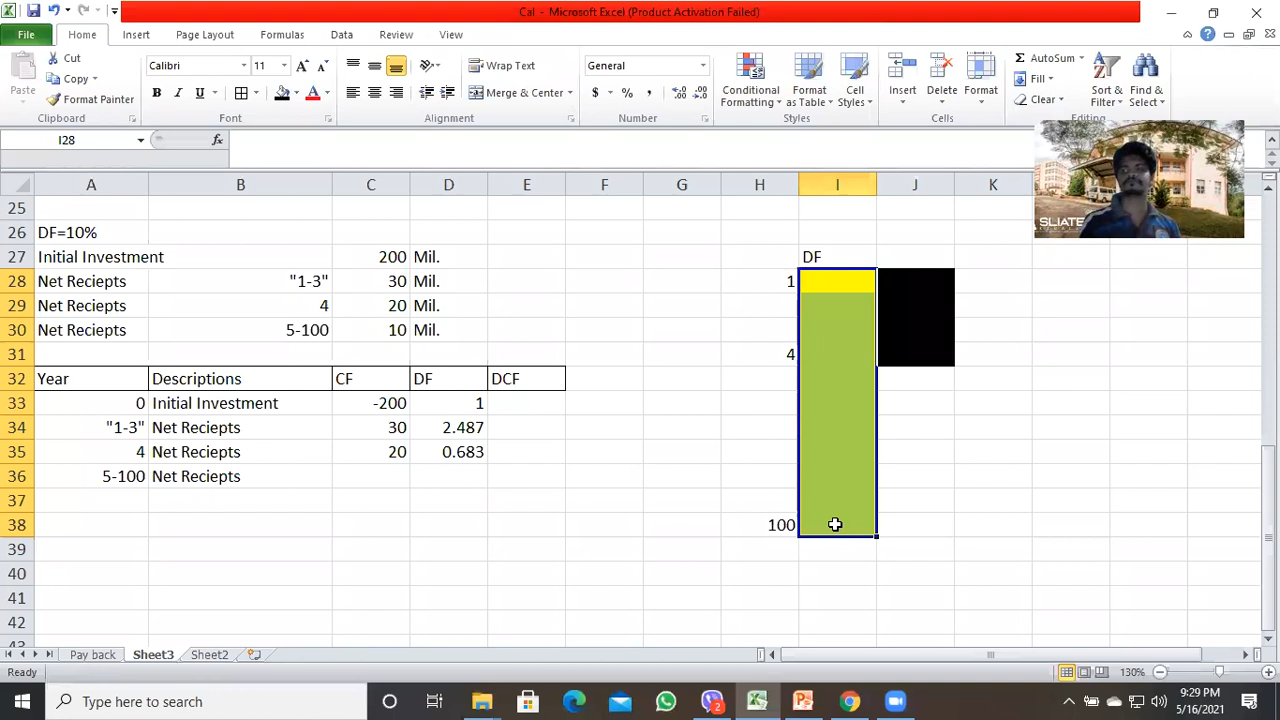 Cal - Microsoft Excel (Product Activation Failed)
File Home Insert Page Layout Formulas Data Review View
Cut
Copy
Format Painter
Paste
Clipboard
Calibri 11
B I U
Font
Wrap Text
Merge & Center
Alignment
General
$ % ,
Number
Conditional Formatting
Format as Table
Cell Styles
Styles
Insert Delete Format
Cells
Σ AutoSum
Fill
Clear
Sort & Filter
Find & Select
Editing
I28 fx
SLIATE
A B C D E F G H I J K
25
26 DF=10%
27 Initial Investment 200 Mil. DF
28 Net Reciepts "1-3" 30 Mil. 1
29 Net Reciepts 4 20 Mil.
30 Net Reciepts 5-100 10 Mil.
31 4
32 Year Descriptions CF DF DCF
33 0 Initial Investment -200 1
34 "1-3" Net Reciepts 30 2.487
35 4 Net Reciepts 20 0.683
36 5-100 Net Reciepts
37
38 100
39
40
41
42
43
Pay back Sheet3 Sheet2
Ready 130%
Type here to search
2
9:29 PM
5/16/2021